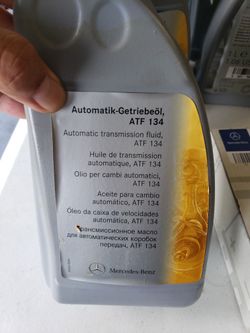 Automatik-Getriebeöl,
ATF 134
Automatic transmission fluid,
ATF 134
Huile de transmission
automatique, ATF 134
Olio per cambi automatici,
ATF 134
Aceite para cambio
automático, ATF 134
Óleo da caixa de velocidades
automática, ATF 134
Трансмиссионное масло
для автоматических коробок
передач, ATF 134
Mercedes-Benz